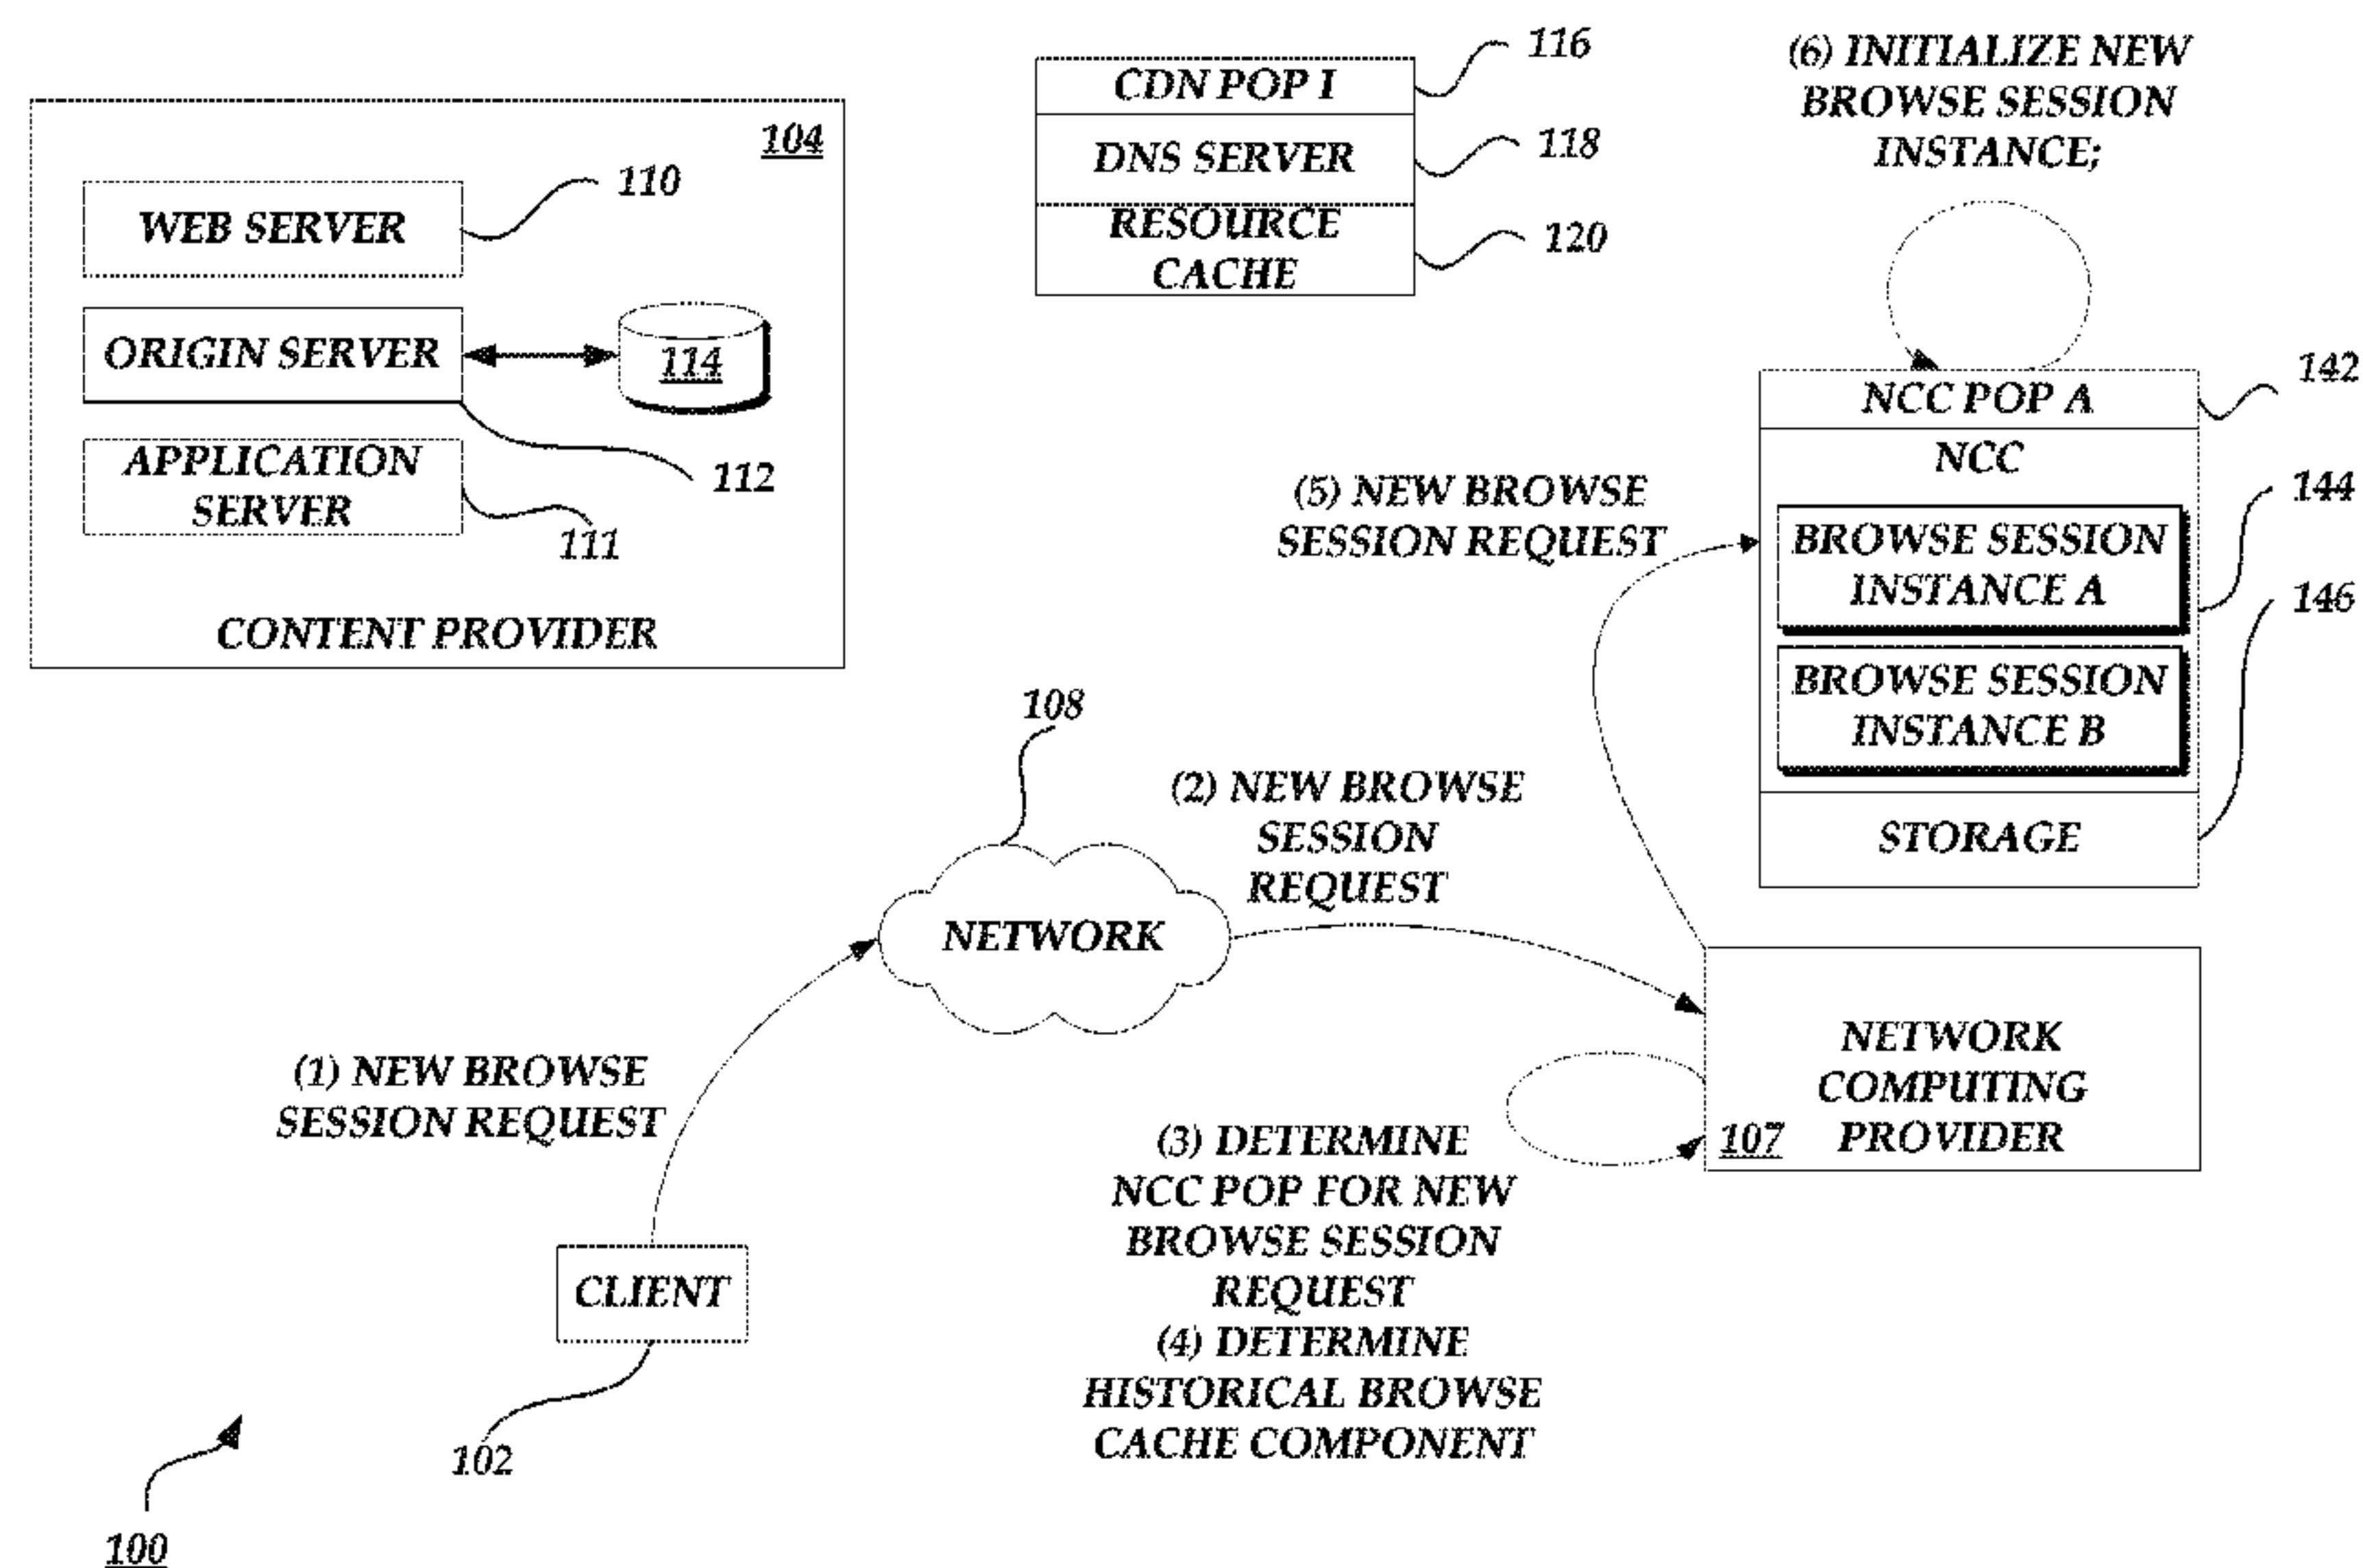 104
WEB SERVER
110
ORIGIN SERVER
114
112
APPLICATION
SERVER
111
CONTENT PROVIDER
CDN POP I
116
DNS SERVER
118
RESOURCE
CACHE
120
(6) INITIALIZE NEW
BROWSE SESSION
INSTANCE;
NCC POP A
142
NCC
BROWSE SESSION
INSTANCE A
144
BROWSE SESSION
INSTANCE B
STORAGE
146
(5) NEW BROWSE
SESSION REQUEST
108
NETWORK
(2) NEW BROWSE
SESSION
REQUEST
NETWORK
COMPUTING
PROVIDER
107
(1) NEW BROWSE
SESSION REQUEST
(3) DETERMINE
NCC POP FOR NEW
BROWSE SESSION
REQUEST
(4) DETERMINE
HISTORICAL BROWSE
CACHE COMPONENT
CLIENT
102
100